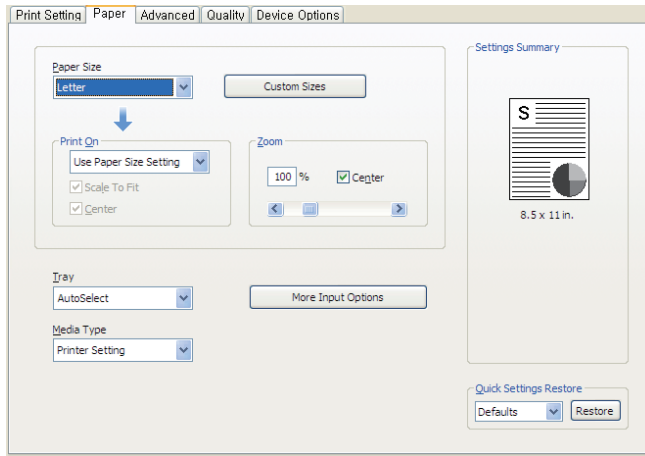 Print Setting Paper Advanced Quality Device Options
Paper Size
Letter
Custom Sizes
Print On
Use Paper Size Setting
Scale To Fit
Center
Zoom
100 %
Center
Tray
AutoSelect
More Input Options
Media Type
Printer Setting
Settings Summary
S
8.5 x 11 in.
Quick Settings Restore
Defaults
Restore